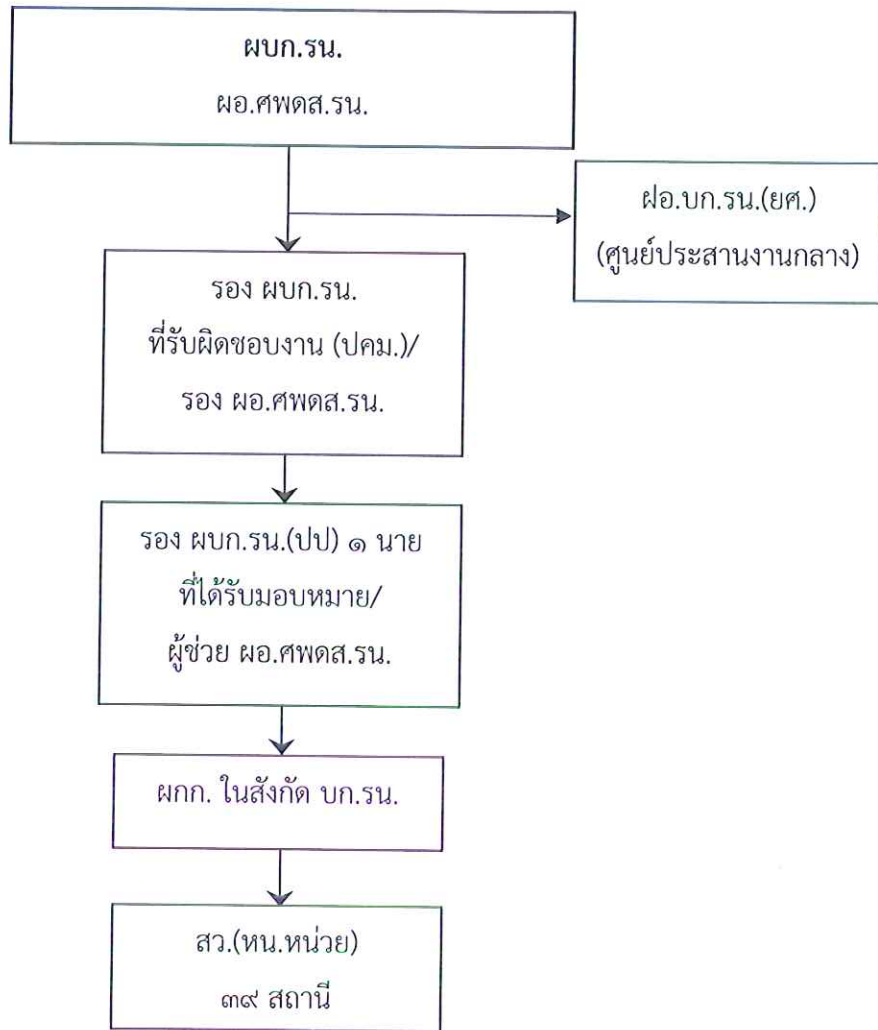 ผบก.รน.
ผอ.ศพดส.รน.
ฝอ.บก.รน.(ยศ.)
(ศูนย์ประสานงานกลาง)
รอง ผบก.รน.
ที่รับผิดชอบงาน (ปคม.)/
รอง ผอ.ศพดส.รน.
รอง ผบก.รน.(ปป) ๑ นาย
ที่ได้รับมอบหมาย/
ผู้ช่วย ผอ.ศพดส.รน.
ผกก. ในสังกัด บก.รน.
สว.(หน.หน่วย)
๓๙ สถานี